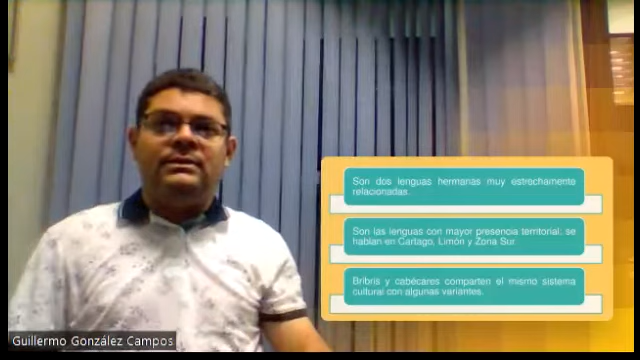 Son dos lenguas hermanas muy estrechamente
relacionadas.
Son las lenguas con mayor presencia territorial, se
hablan en Cartago, Limón y Zona Sur.
Bribris y cabécares comparten el mismo sistema
cultural con algunas variantes.
Guillermo González Campos